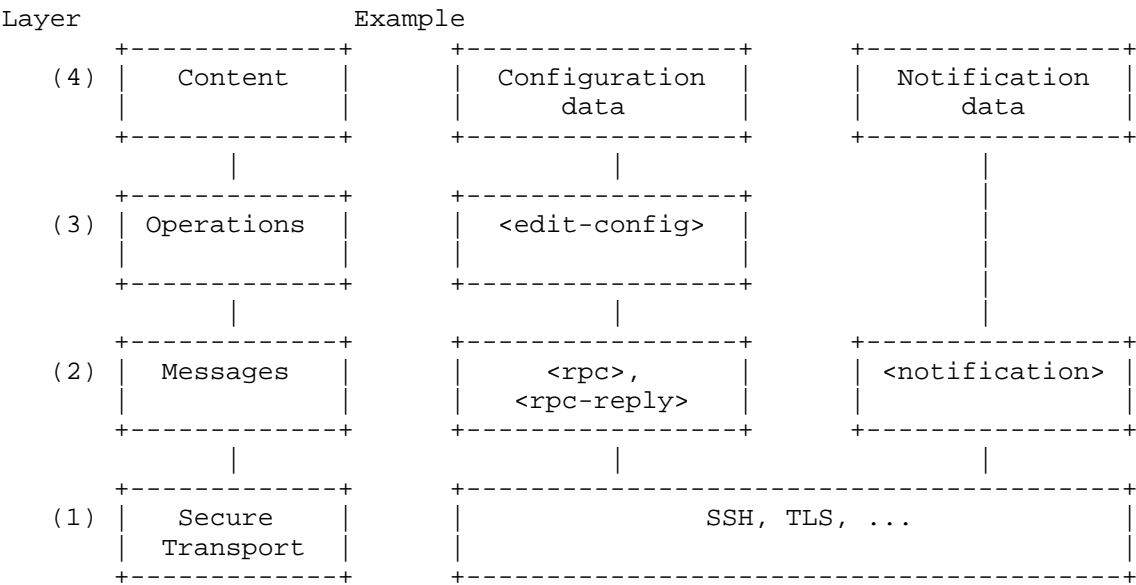 Layer Example
(4) Content Configuration Notification
data data
(3) Operations <edit-config>
(2) Messages <rpc>, <notification>
<rpc-reply>
(1) Secure SSH, TLS, ...
Transport